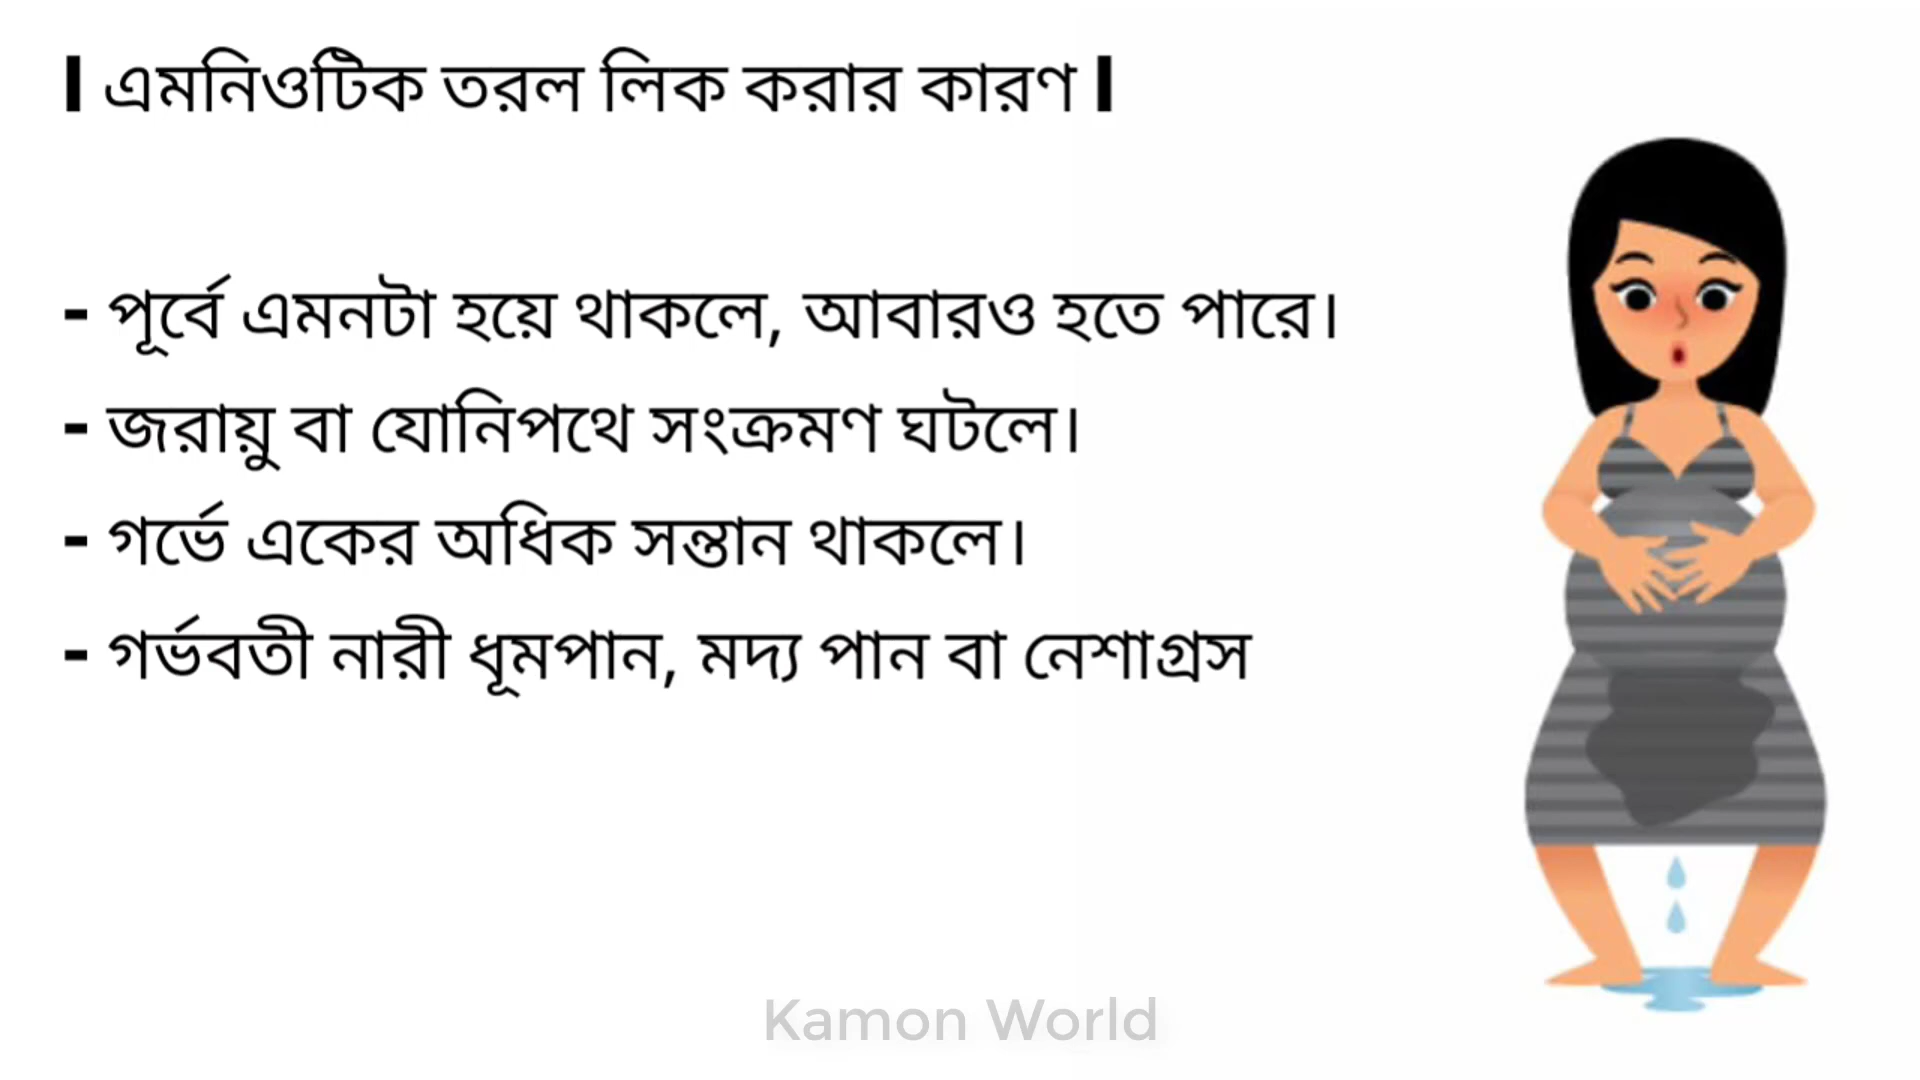 | এমনিওটিক তরল লিক করার কারণ |
- পূর্বে এমনটা হয়ে থাকলে, আবারও হতে পারে।
- জরায়ু বা যোনিপথে সংক্রমণ ঘটলে।
- গর্ভে একের অধিক সন্তান থাকলে।
- গর্ভবতী নারী ধূমপান, মদ্য পান বা নেশাগ্রস
Kamon World